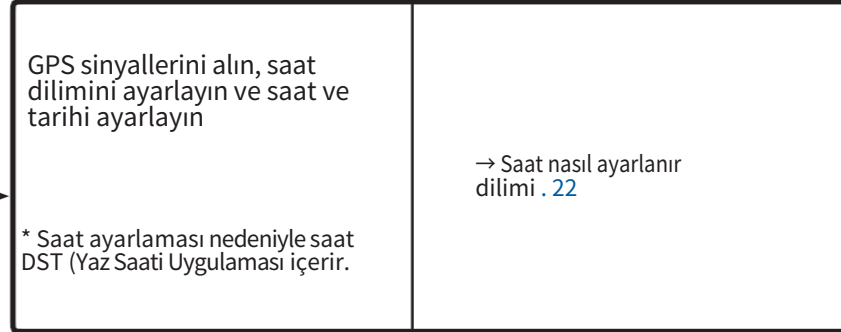 GPS sinyallerini alın, saat
dilimini ayarlayın ve saat ve
tarihi ayarlayın
* Saat ayarlaması nedeniyle saat
DST (Yaz Saati Uygulaması içerir.
→ Saat nasıl ayarlanır
dilimi . 22